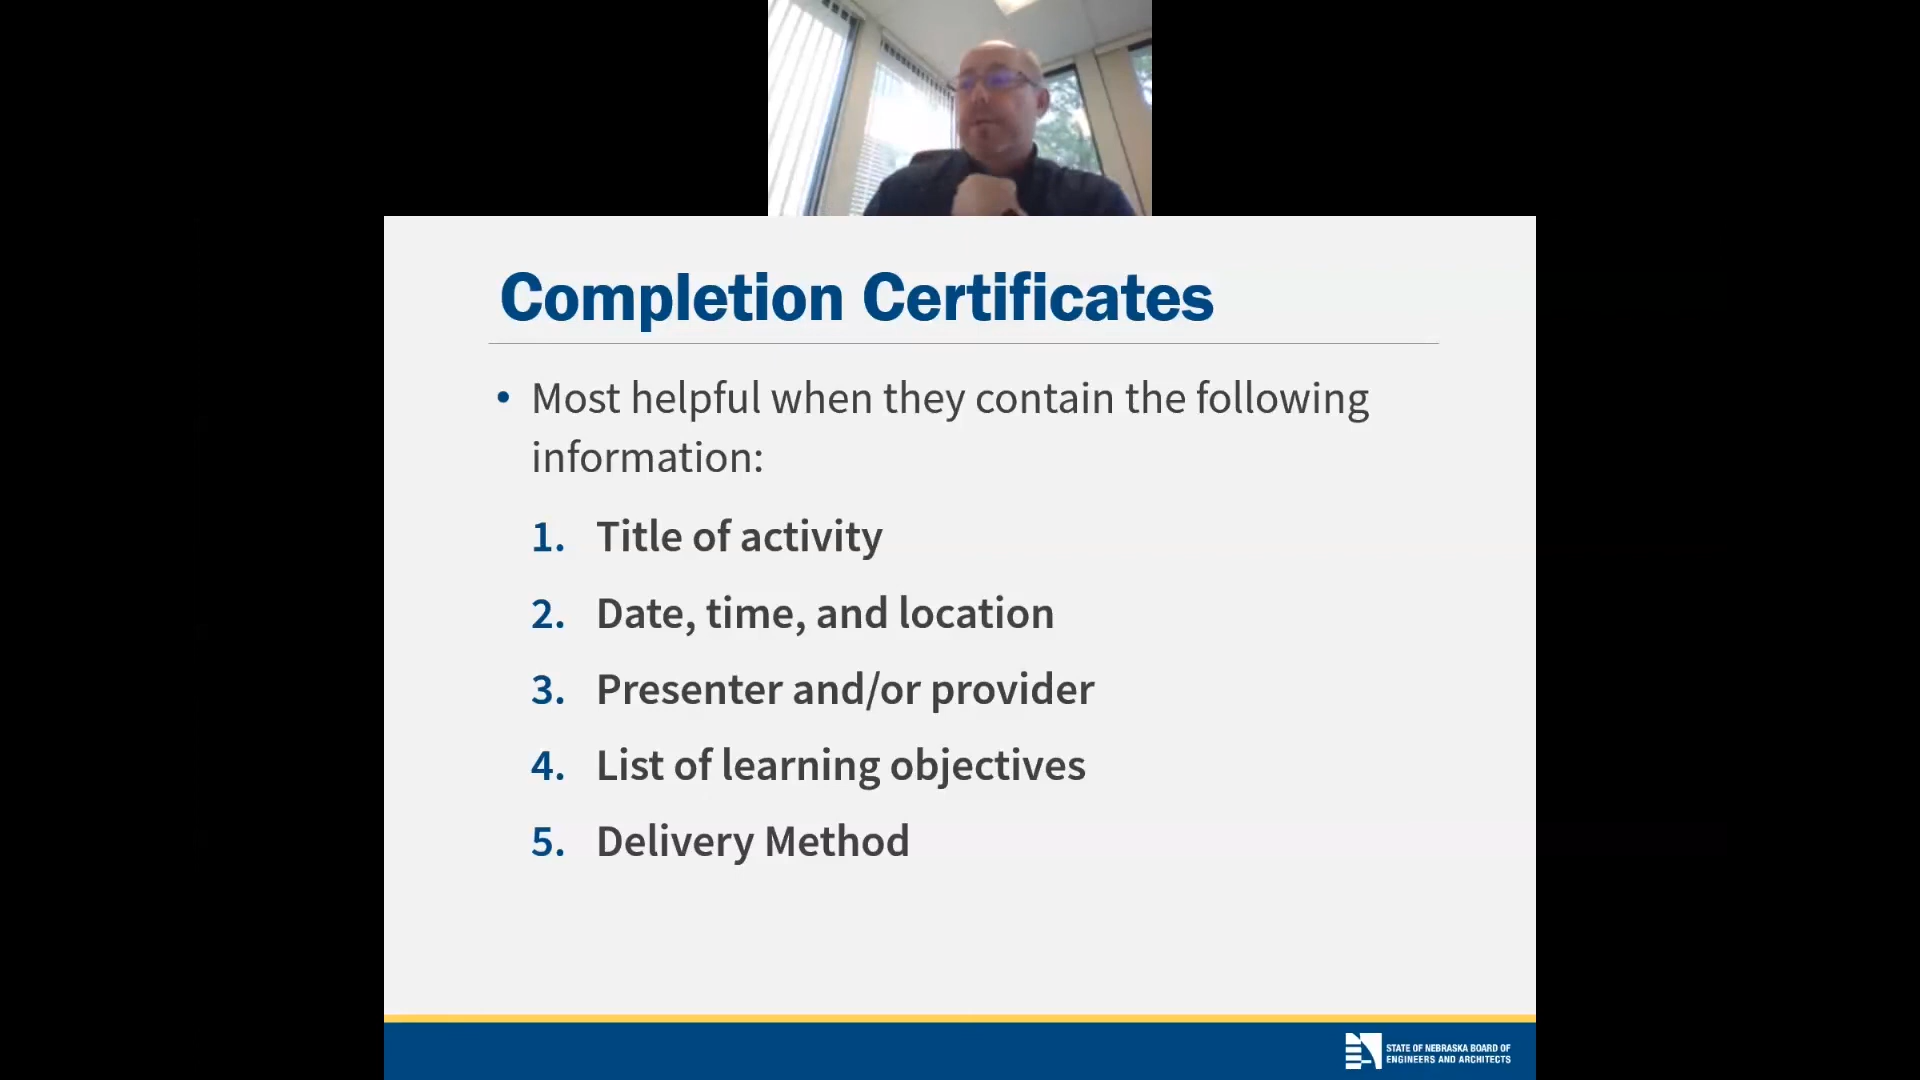 Completion Certificates
• Most helpful when they contain the following
information:
1. Title of activity
2. Date, time, and location
3. Presenter and/or provider
4. List of learning objectives
5. Delivery Method
STATE OF NEBRASKA BOARD OF
ENGINEERS AND ARCHITECTS